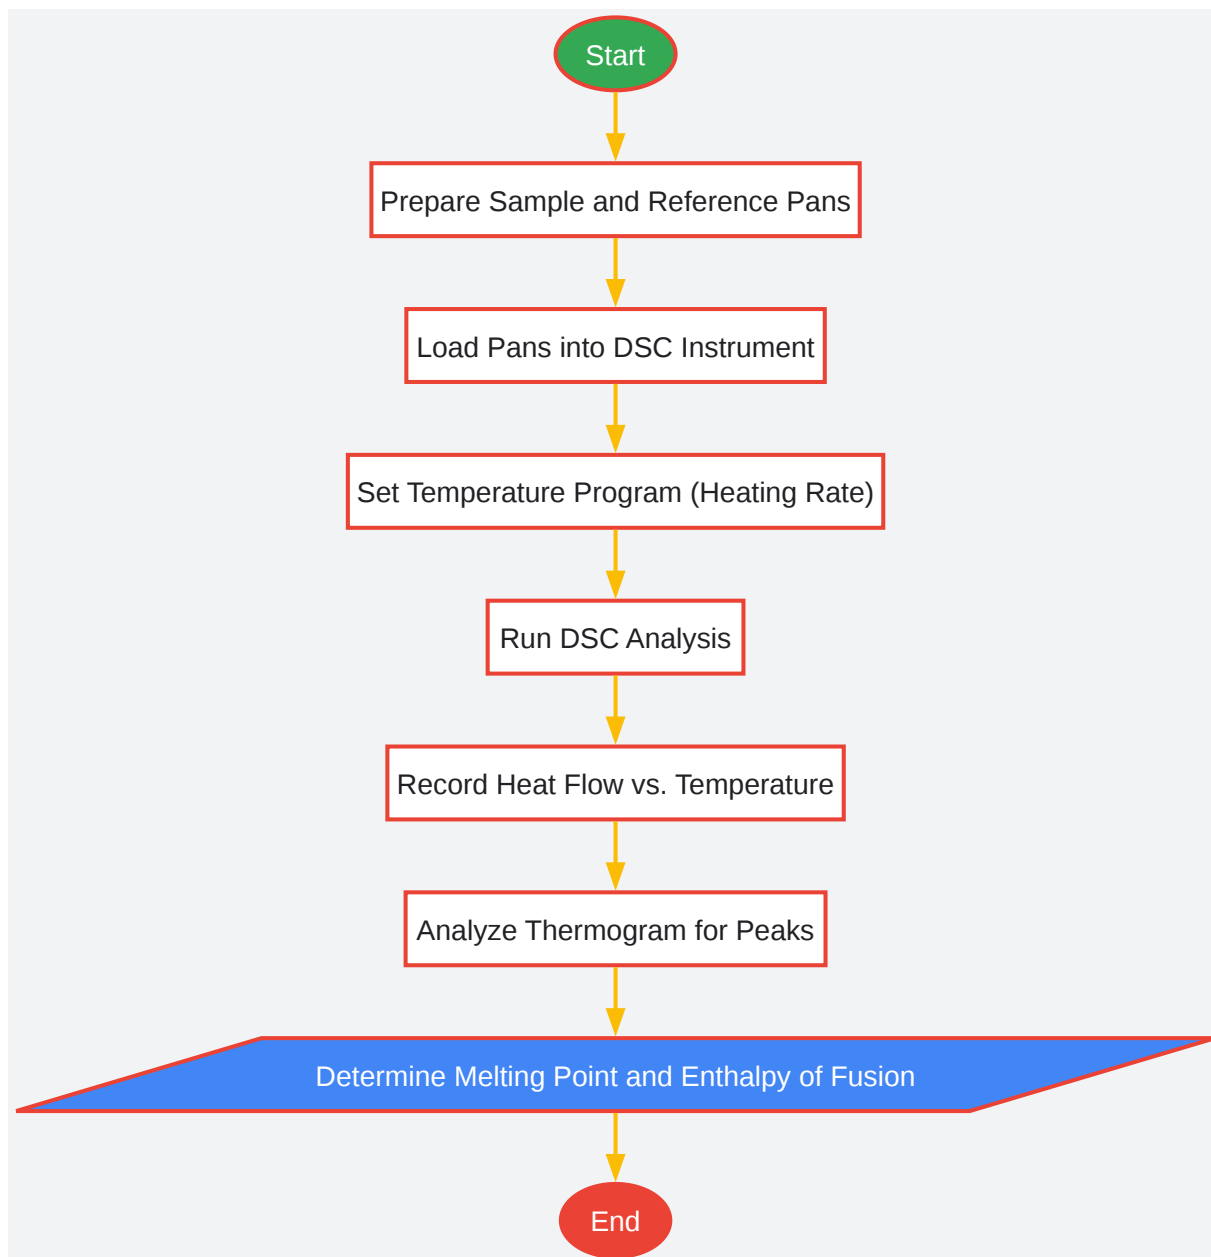 Start
Prepare Sample and Reference Pans
Load Pans into DSC Instrument
Set Temperature Program (Heating Rate)
Run DSC Analysis
Record Heat Flow vs. Temperature
Analyze Thermogram for Peaks
Determine Melting Point and Enthalpy of Fusion
End